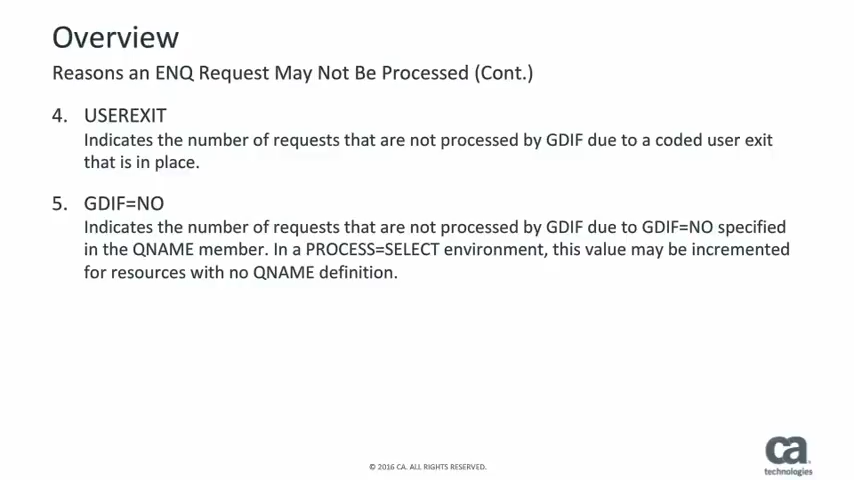 Overview
Reasons an ENQ Request May Not Be Processed (Cont.)
4. USEREXIT
Indicates the number of requests that are not processed by GDIF due to a coded user exit
that is in place.
5. GDIF=NO
Indicates the number of requests that are not processed by GDIF due to GDIF=NO specified
in the QNAME member. In a PROCESS=SELECT environment, this value may be incremented
for resources with no QNAME definition.
© 2016 CA. ALL RIGHTS RESERVED.
ca
technologies